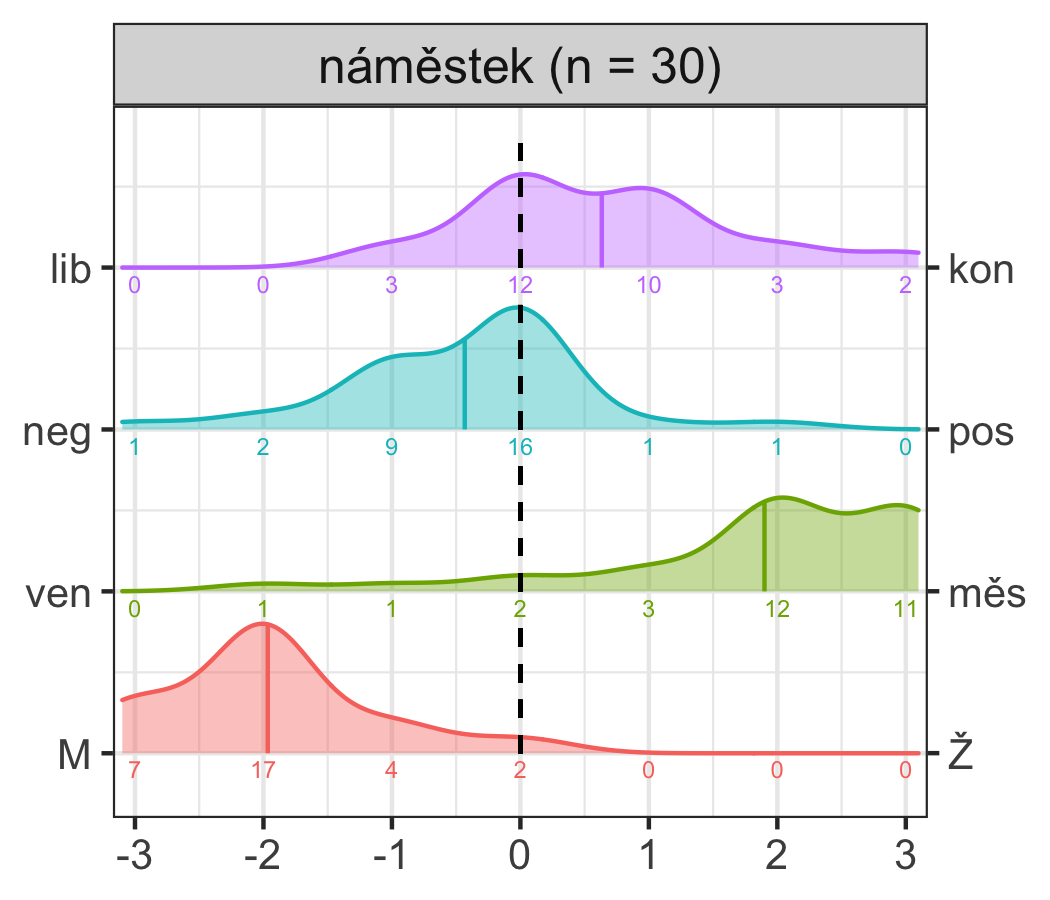 náměstek (n = 30)
lib kon
0 0 3 12 10 3 2
neg pos
1 2 9 16 1 1 0
ven měs
0 1 1 2 3 12 11
M Ž
7 17 4 2 0 0 0
-3 -2 -1 0 1 2 3